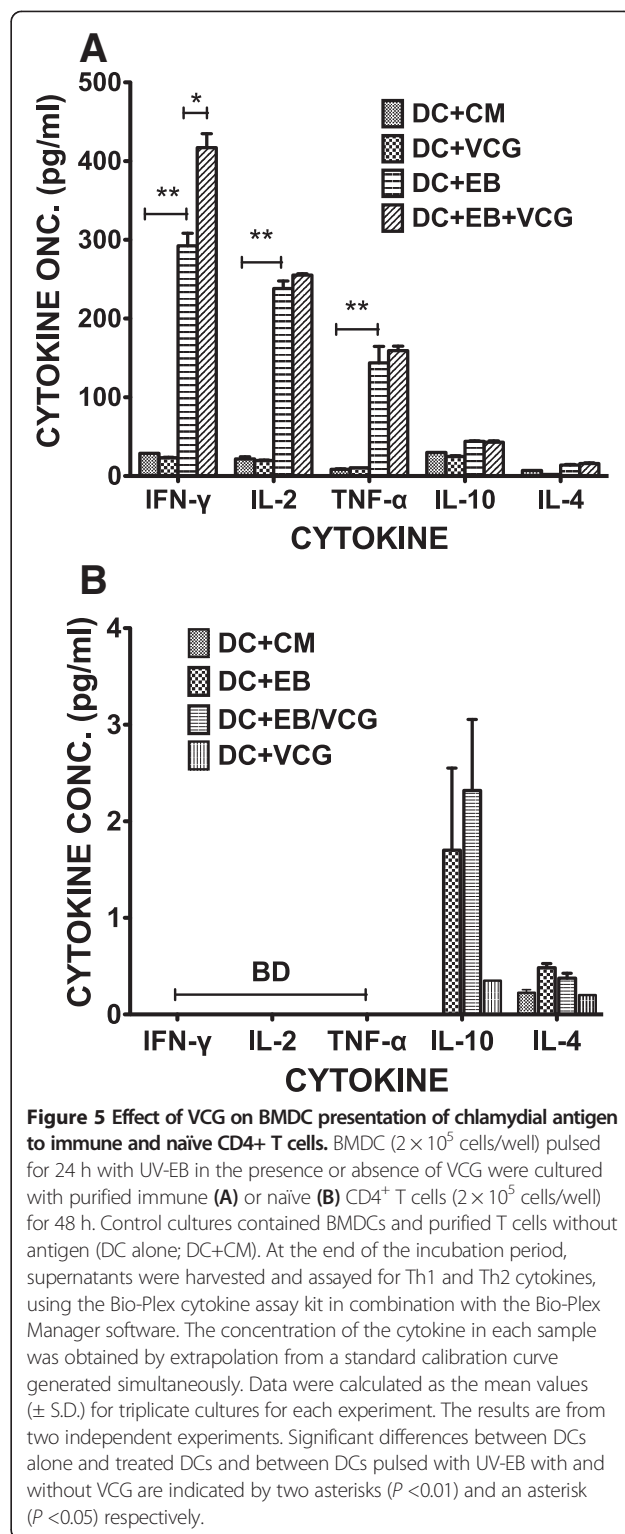 A
CYTOKINE ONC. (pg/ml)
500
400
300
200
100
0
*
**
**
**
DC+CM
DC+VCG
DC+EB
DC+EB+VCG
IFN-γ IL-2 TNF-α IL-10 IL-4
CYTOKINE
B
CYTOKINE CONC. (pg/ml)
4
3
2
1
0
DC+CM
DC+EB
DC+EB/VCG
DC+VCG
BD
IFN-γ IL-2 TNF-α IL-10 IL-4
CYTOKINE
Figure 5 Effect of VCG on BMDC presentation of chlamydial antigen
to immune and naïve CD4+ T cells. BMDC (2 × 10⁵ cells/well) pulsed
for 24 h with UV-EB in the presence or absence of VCG were cultured
with purified immune (A) or naïve (B) CD4⁺ T cells (2 × 10⁵ cells/well)
for 48 h. Control cultures contained BMDCs and purified T cells without
antigen (DC alone; DC+CM). At the end of the incubation period,
supernatants were harvested and assayed for Th1 and Th2 cytokines,
using the Bio-Plex cytokine assay kit in combination with the Bio-Plex
Manager software. The concentration of the cytokine in each sample
was obtained by extrapolation from a standard calibration curve
generated simultaneously. Data were calculated as the mean values
(± S.D.) for triplicate cultures for each experiment. The results are from
two independent experiments. Significant differences between DCs
alone and treated DCs and between DCs pulsed with UV-EB with and
without VCG are indicated by two asterisks (P <0.01) and an asterisk
(P <0.05) respectively.